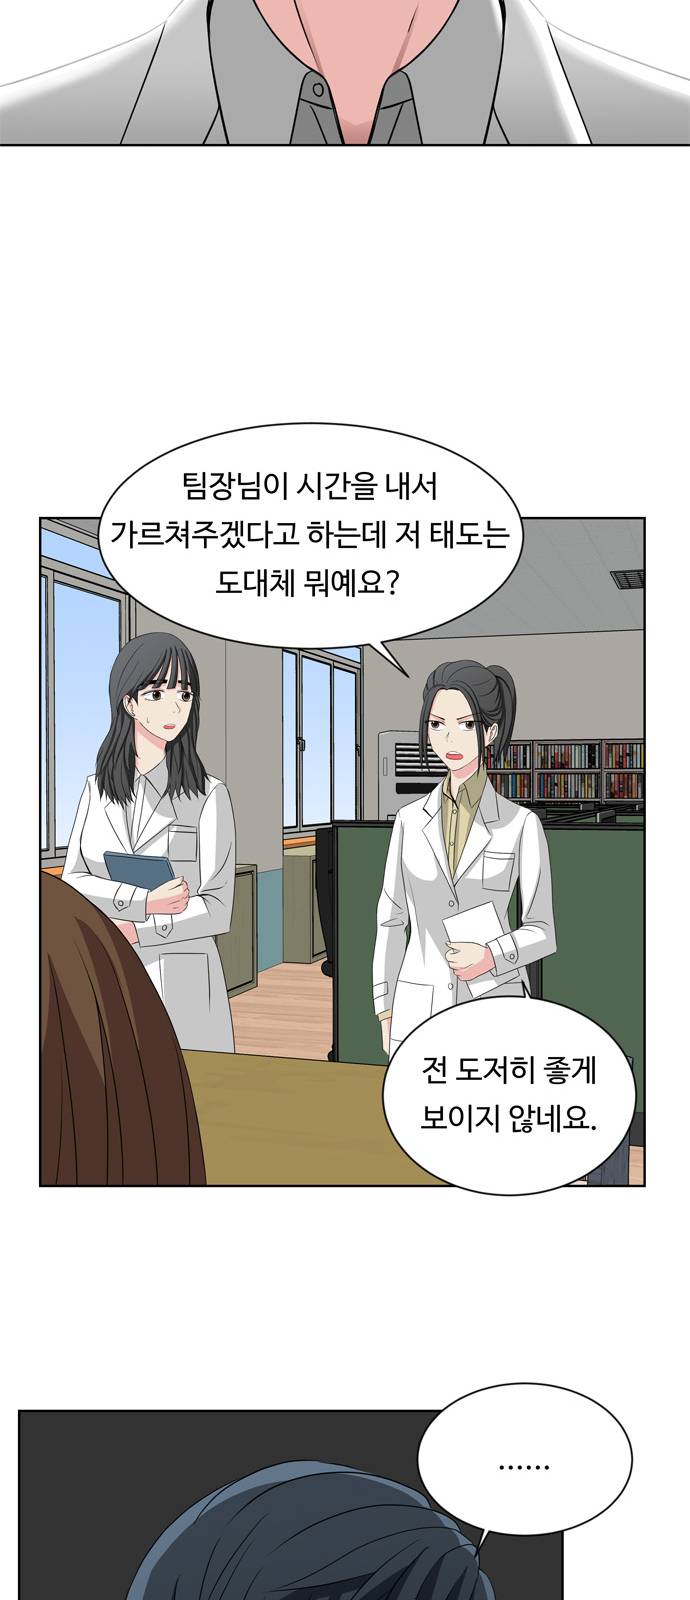 팀장님이 시간을 내서
가르쳐주겠다고 하는데 저 태도는
도대체 뭐예요?
전 도저히 좋게
보이지 않네요.
……